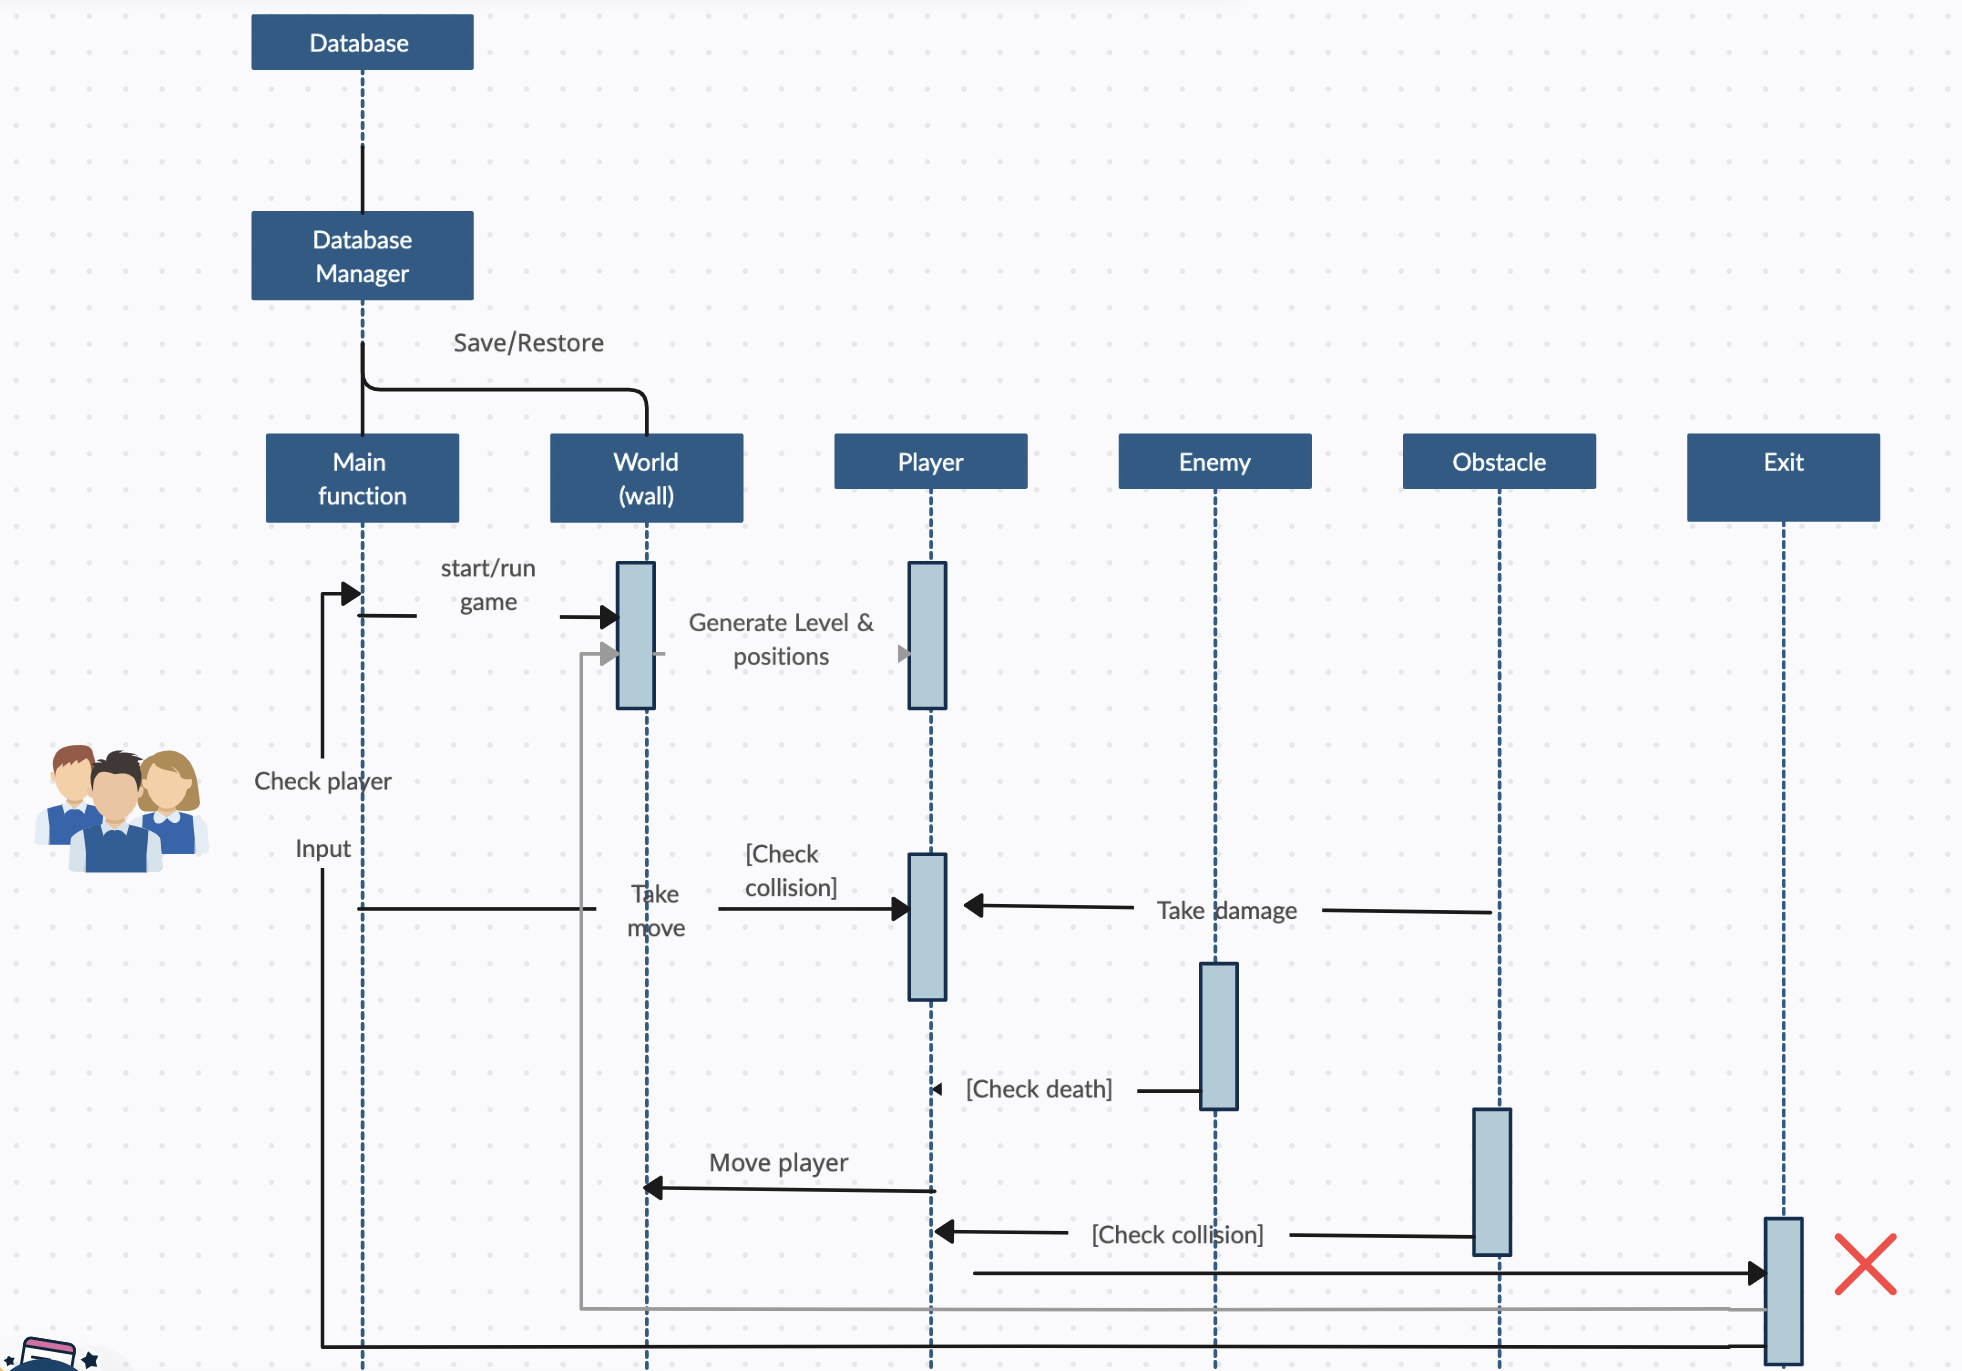 Database
Database
Manager
Save/Restore
Main
function
World
(wall)
Player
Enemy
Obstacle
Exit
start/run
game
Generate Level &
positions
Check player
Input
[Check
collision]
Take
move
Take damage
[Check death]
Move player
[Check collision]